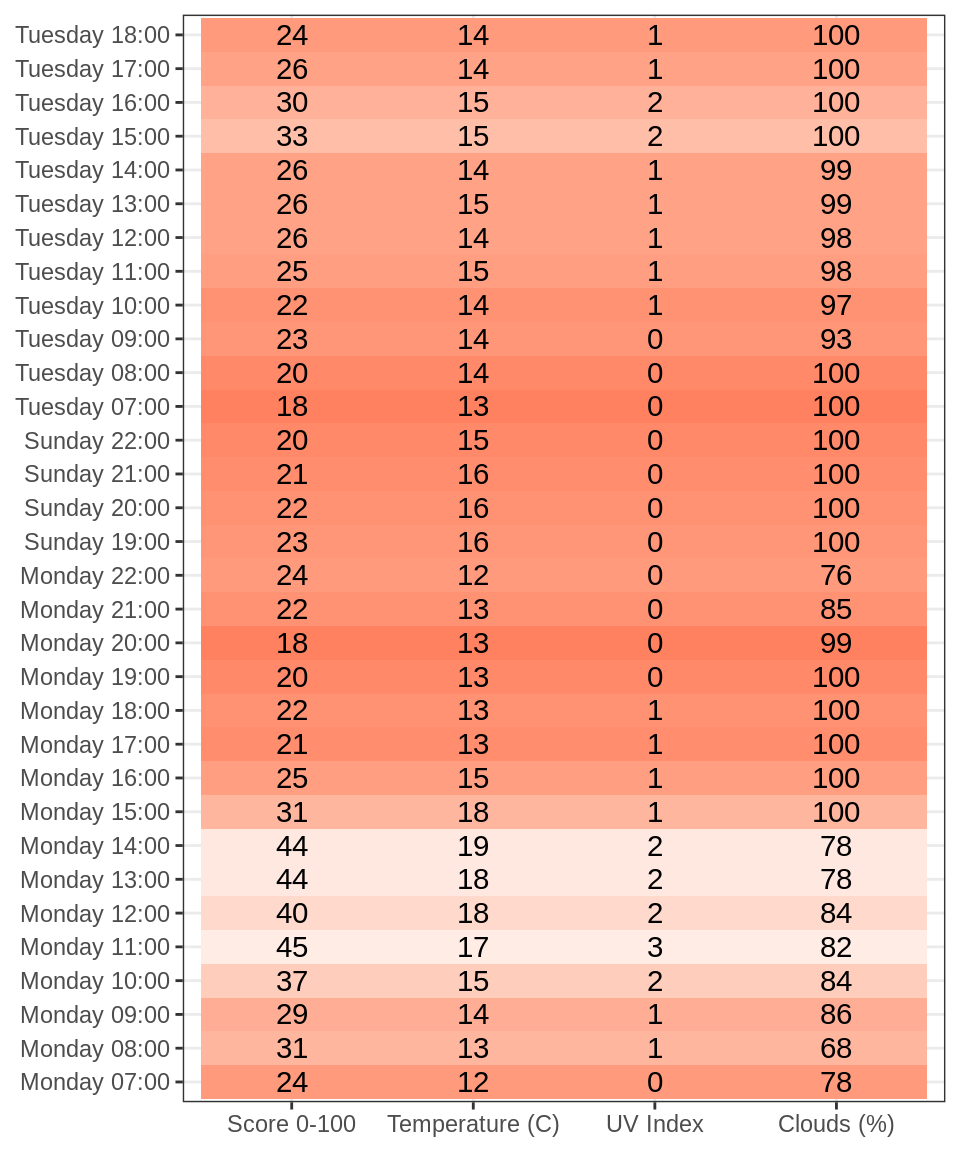 Tuesday 18:00 24 14 1 100
Tuesday 17:00 26 14 1 100
Tuesday 16:00 30 15 2 100
Tuesday 15:00 33 15 2 100
Tuesday 14:00 26 14 1 99
Tuesday 13:00 26 15 1 99
Tuesday 12:00 26 14 1 98
Tuesday 11:00 25 15 1 98
Tuesday 10:00 22 14 1 97
Tuesday 09:00 23 14 0 93
Tuesday 08:00 20 14 0 100
Tuesday 07:00 18 13 0 100
Sunday 22:00 20 15 0 100
Sunday 21:00 21 16 0 100
Sunday 20:00 22 16 0 100
Sunday 19:00 23 16 0 100
Monday 22:00 24 12 0 76
Monday 21:00 22 13 0 85
Monday 20:00 18 13 0 99
Monday 19:00 20 13 0 100
Monday 18:00 22 13 1 100
Monday 17:00 21 13 1 100
Monday 16:00 25 15 1 100
Monday 15:00 31 18 1 100
Monday 14:00 44 19 2 78
Monday 13:00 44 18 2 78
Monday 12:00 40 18 2 84
Monday 11:00 45 17 3 82
Monday 10:00 37 15 2 84
Monday 09:00 29 14 1 86
Monday 08:00 31 13 1 68
Monday 07:00 24 12 0 78
Score 0-100 Temperature (C) UV Index Clouds (%)